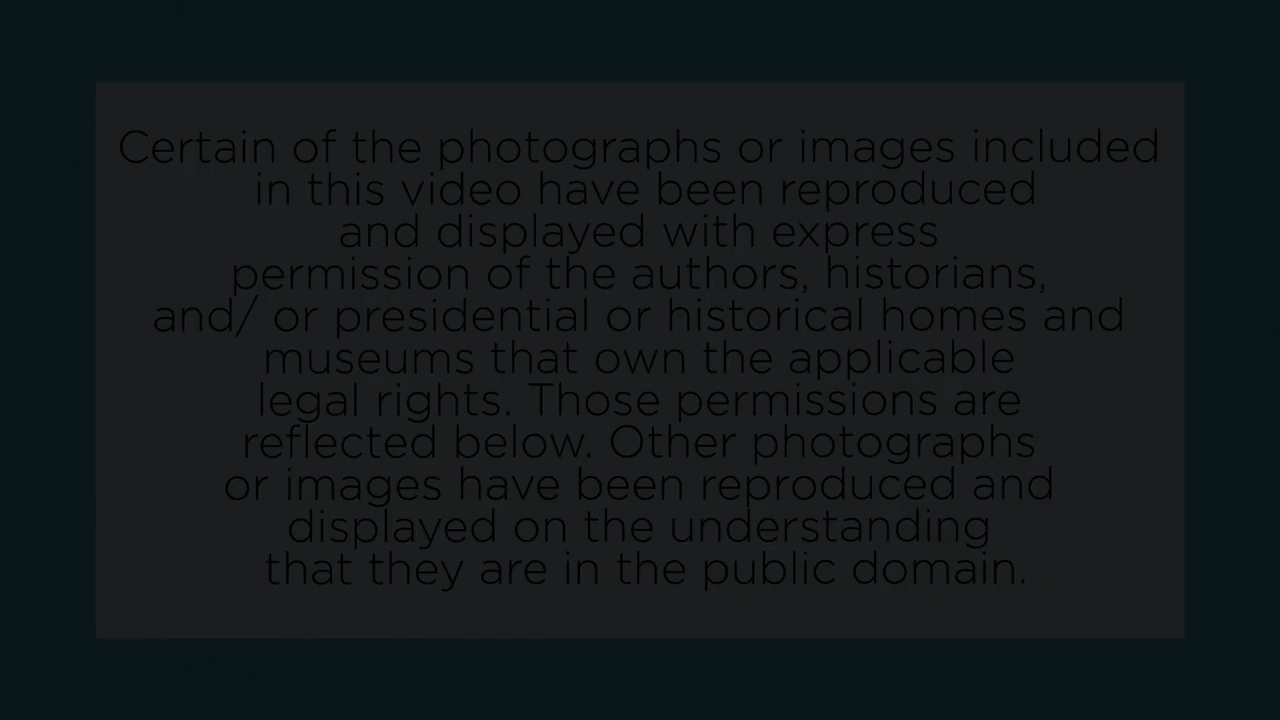 Certain of the photographs or images included
in this video have been reproduced
and displayed with express
permission of the authors, historians,
and/ or presidential or historical homes and
museums that own the applicable
legal rights. Those permissions are
reflected below. Other photographs
or images have been reproduced and
displayed on the understanding
that they are in the public domain.